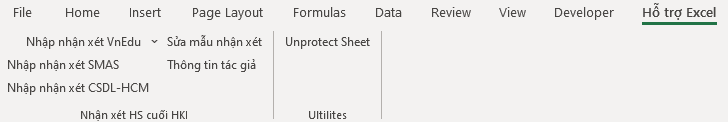 File Home Insert Page Layout Formulas Data Review View Developer Hỗ trợ Excel
Nhập nhận xét VnEdu Sửa mẫu nhận xét Unprotect Sheet
Nhập nhận xét SMAS Thông tin tác giả
Nhập nhận xét CSDL-HCM
Nhận xét HS cuối HKI Ultilites